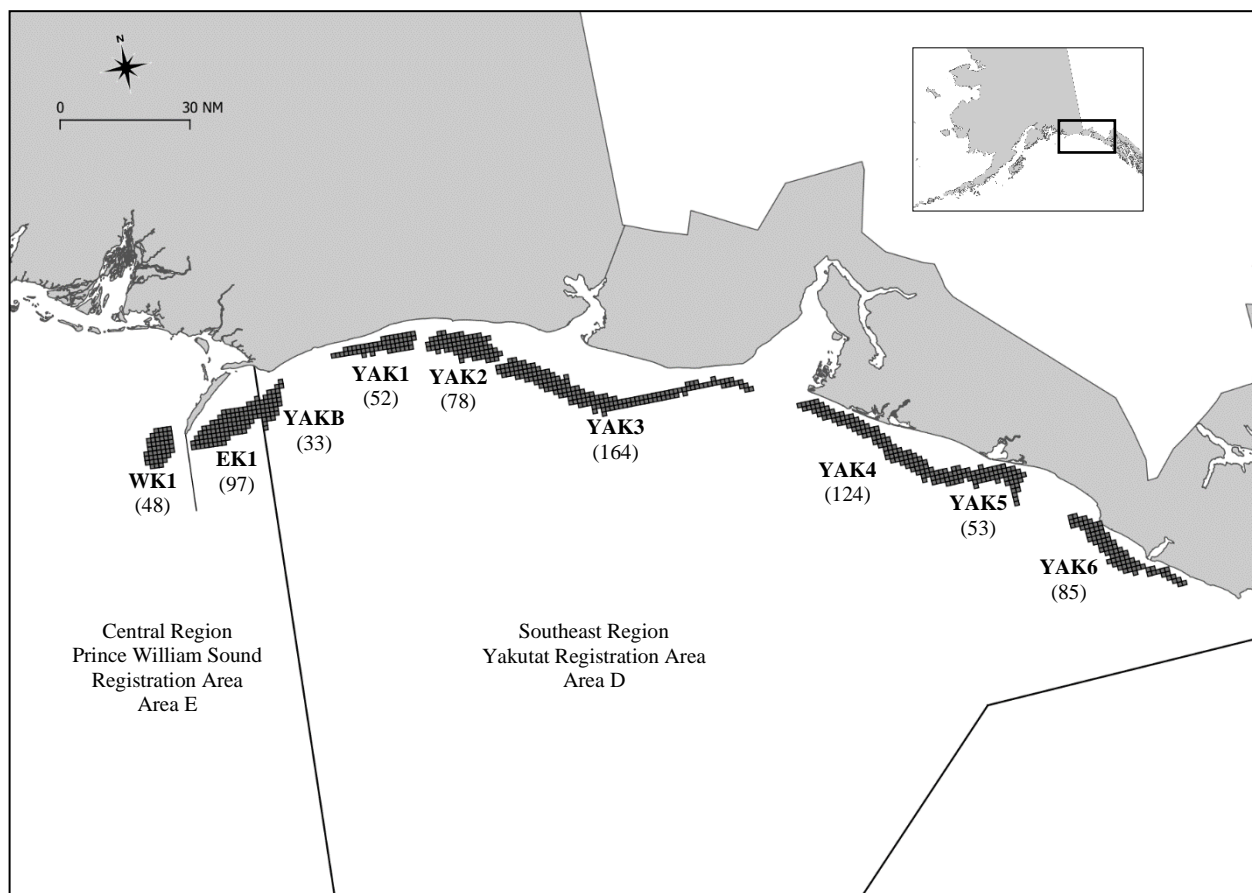 N
0 30 NM
YAK1
(52)
YAK2
(78)
YAKB
(33)
YAK3
(164)
EK1
(97)
WK1
(48)
YAK4
(124)
YAK5
(53)
YAK6
(85)
Central Region
Prince William Sound
Registration Area
Area E
Southeast Region
Yakutat Registration Area
Area D